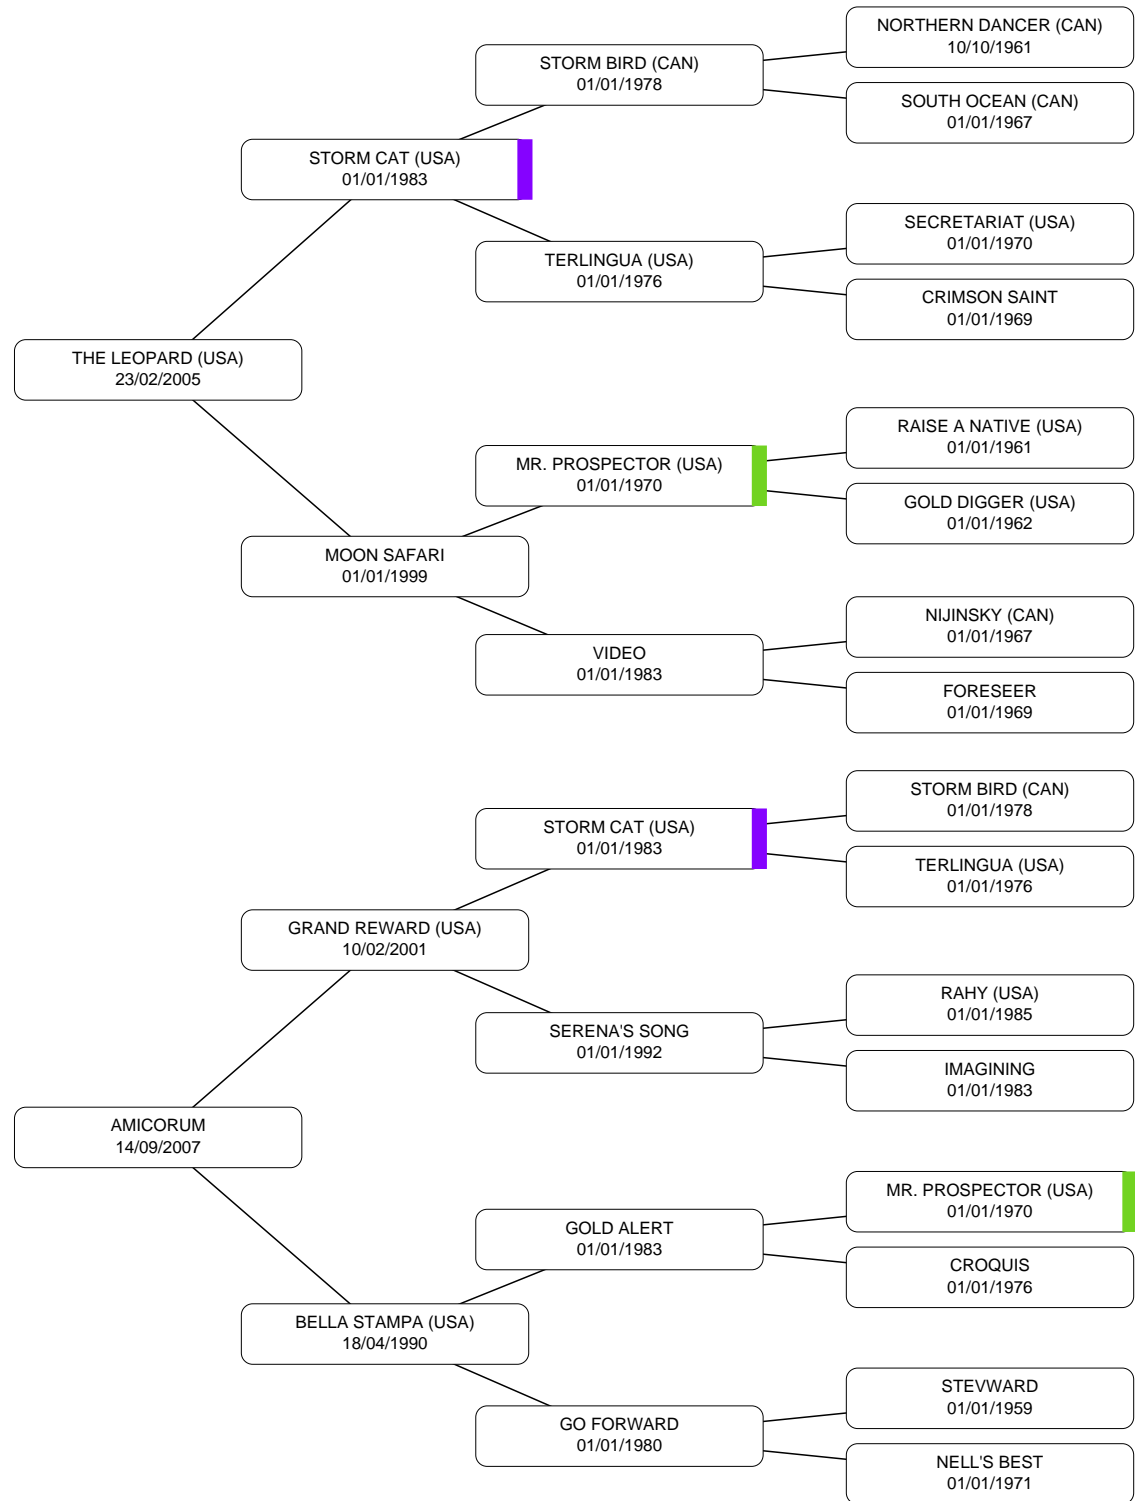 NORTHERN DANCER (CAN)
10/10/1961
STORM BIRD (CAN)
01/01/1978
SOUTH OCEAN (CAN)
01/01/1967
STORM CAT (USA)
01/01/1983
SECRETARIAT (USA)
01/01/1970
TERLINGUA (USA)
01/01/1976
CRIMSON SAINT
01/01/1969
THE LEOPARD (USA)
23/02/2005
RAISE A NATIVE (USA)
01/01/1961
MR. PROSPECTOR (USA)
01/01/1970
GOLD DIGGER (USA)
01/01/1962
MOON SAFARI
01/01/1999
NIJINSKY (CAN)
01/01/1967
VIDEO
01/01/1983
FORESEER
01/01/1969
STORM BIRD (CAN)
01/01/1978
STORM CAT (USA)
01/01/1983
TERLINGUA (USA)
01/01/1976
GRAND REWARD (USA)
10/02/2001
RAHY (USA)
01/01/1985
SERENA'S SONG
01/01/1992
IMAGINING
01/01/1983
AMICORUM
14/09/2007
MR. PROSPECTOR (USA)
01/01/1970
GOLD ALERT
01/01/1983
CROQUIS
01/01/1976
BELLA STAMPA (USA)
18/04/1990
STEVWARD
01/01/1959
GO FORWARD
01/01/1980
NELL'S BEST
01/01/1971